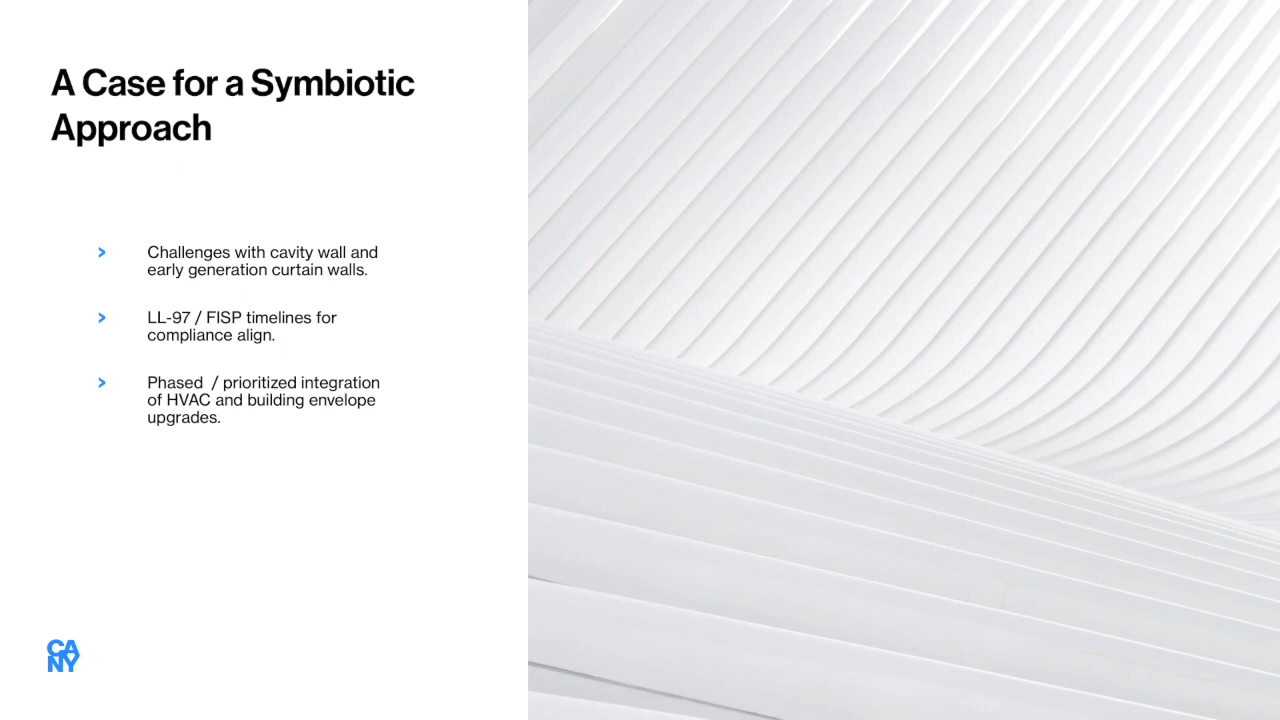 A Case for a Symbiotic
Approach
Challenges with cavity wall and
early generation curtain walls.
LL-97 / FISP timelines for
compliance align.
Phased  / prioritized integration
of HVAC and building envelope
upgrades.
CA
NY